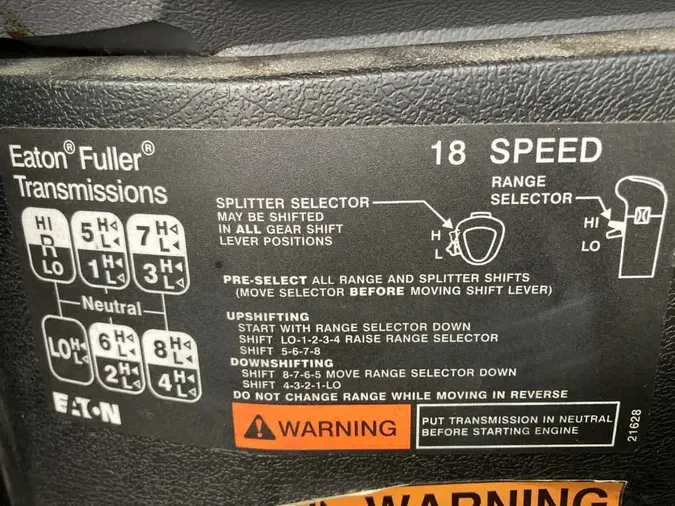 Eaton® Fuller®
Transmissions
18 SPEED
SPLITTER SELECTOR
MAY BE SHIFTED
IN ALL GEAR SHIFT
LEVER POSITIONS
H
L
RANGE
SELECTOR
HI
LO
HI
R
LO
5 H L
1 H L
7 H L
3 H L
Neutral
LO H L
6 H L
2 H L
8 H L
4 H L
EATON
PRE-SELECT ALL RANGE AND SPLITTER SHIFTS
(MOVE SELECTOR BEFORE MOVING SHIFT LEVER)
UPSHIFTING
START WITH RANGE SELECTOR DOWN
SHIFT LO-1-2-3-4 RAISE RANGE SELECTOR
SHIFT 5-6-7-8
DOWNSHIFTING
SHIFT 8-7-6-5 MOVE RANGE SELECTOR DOWN
SHIFT 4-3-2-1-LO
DO NOT CHANGE RANGE WHILE MOVING IN REVERSE
WARNING
PUT TRANSMISSION IN NEUTRAL
BEFORE STARTING ENGINE
21628
WARNING